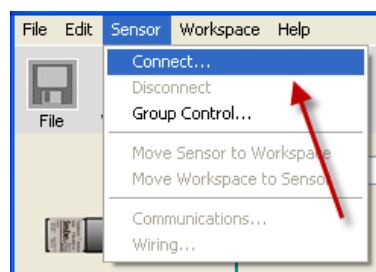 File Edit Sensor Workspace Help
Connect...
Disconnect
Group Control...
File
Move Sensor to Workspace
Move Workspace to Sensor
Communications...
Wiring...